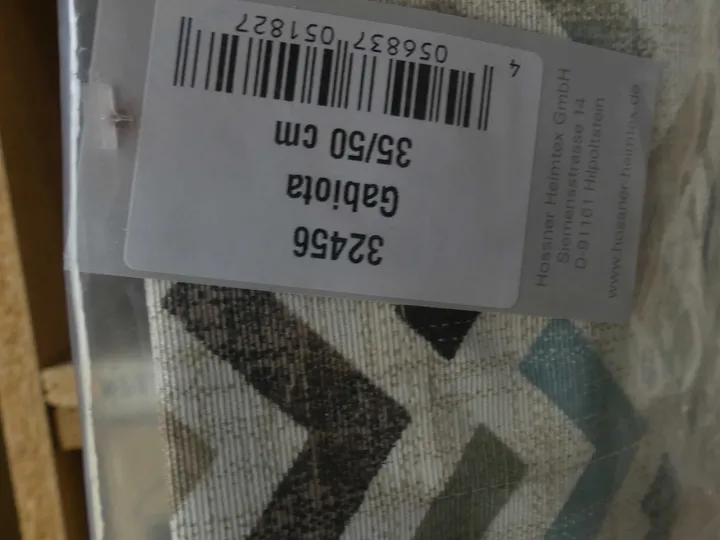 32456
Gabiota
35/50 cm
4 056837 051827
Hossner Heimtex GmbH
Siemensstrasse 14
D-91161 Hilpoltstein
www.hossner-heimtex.de